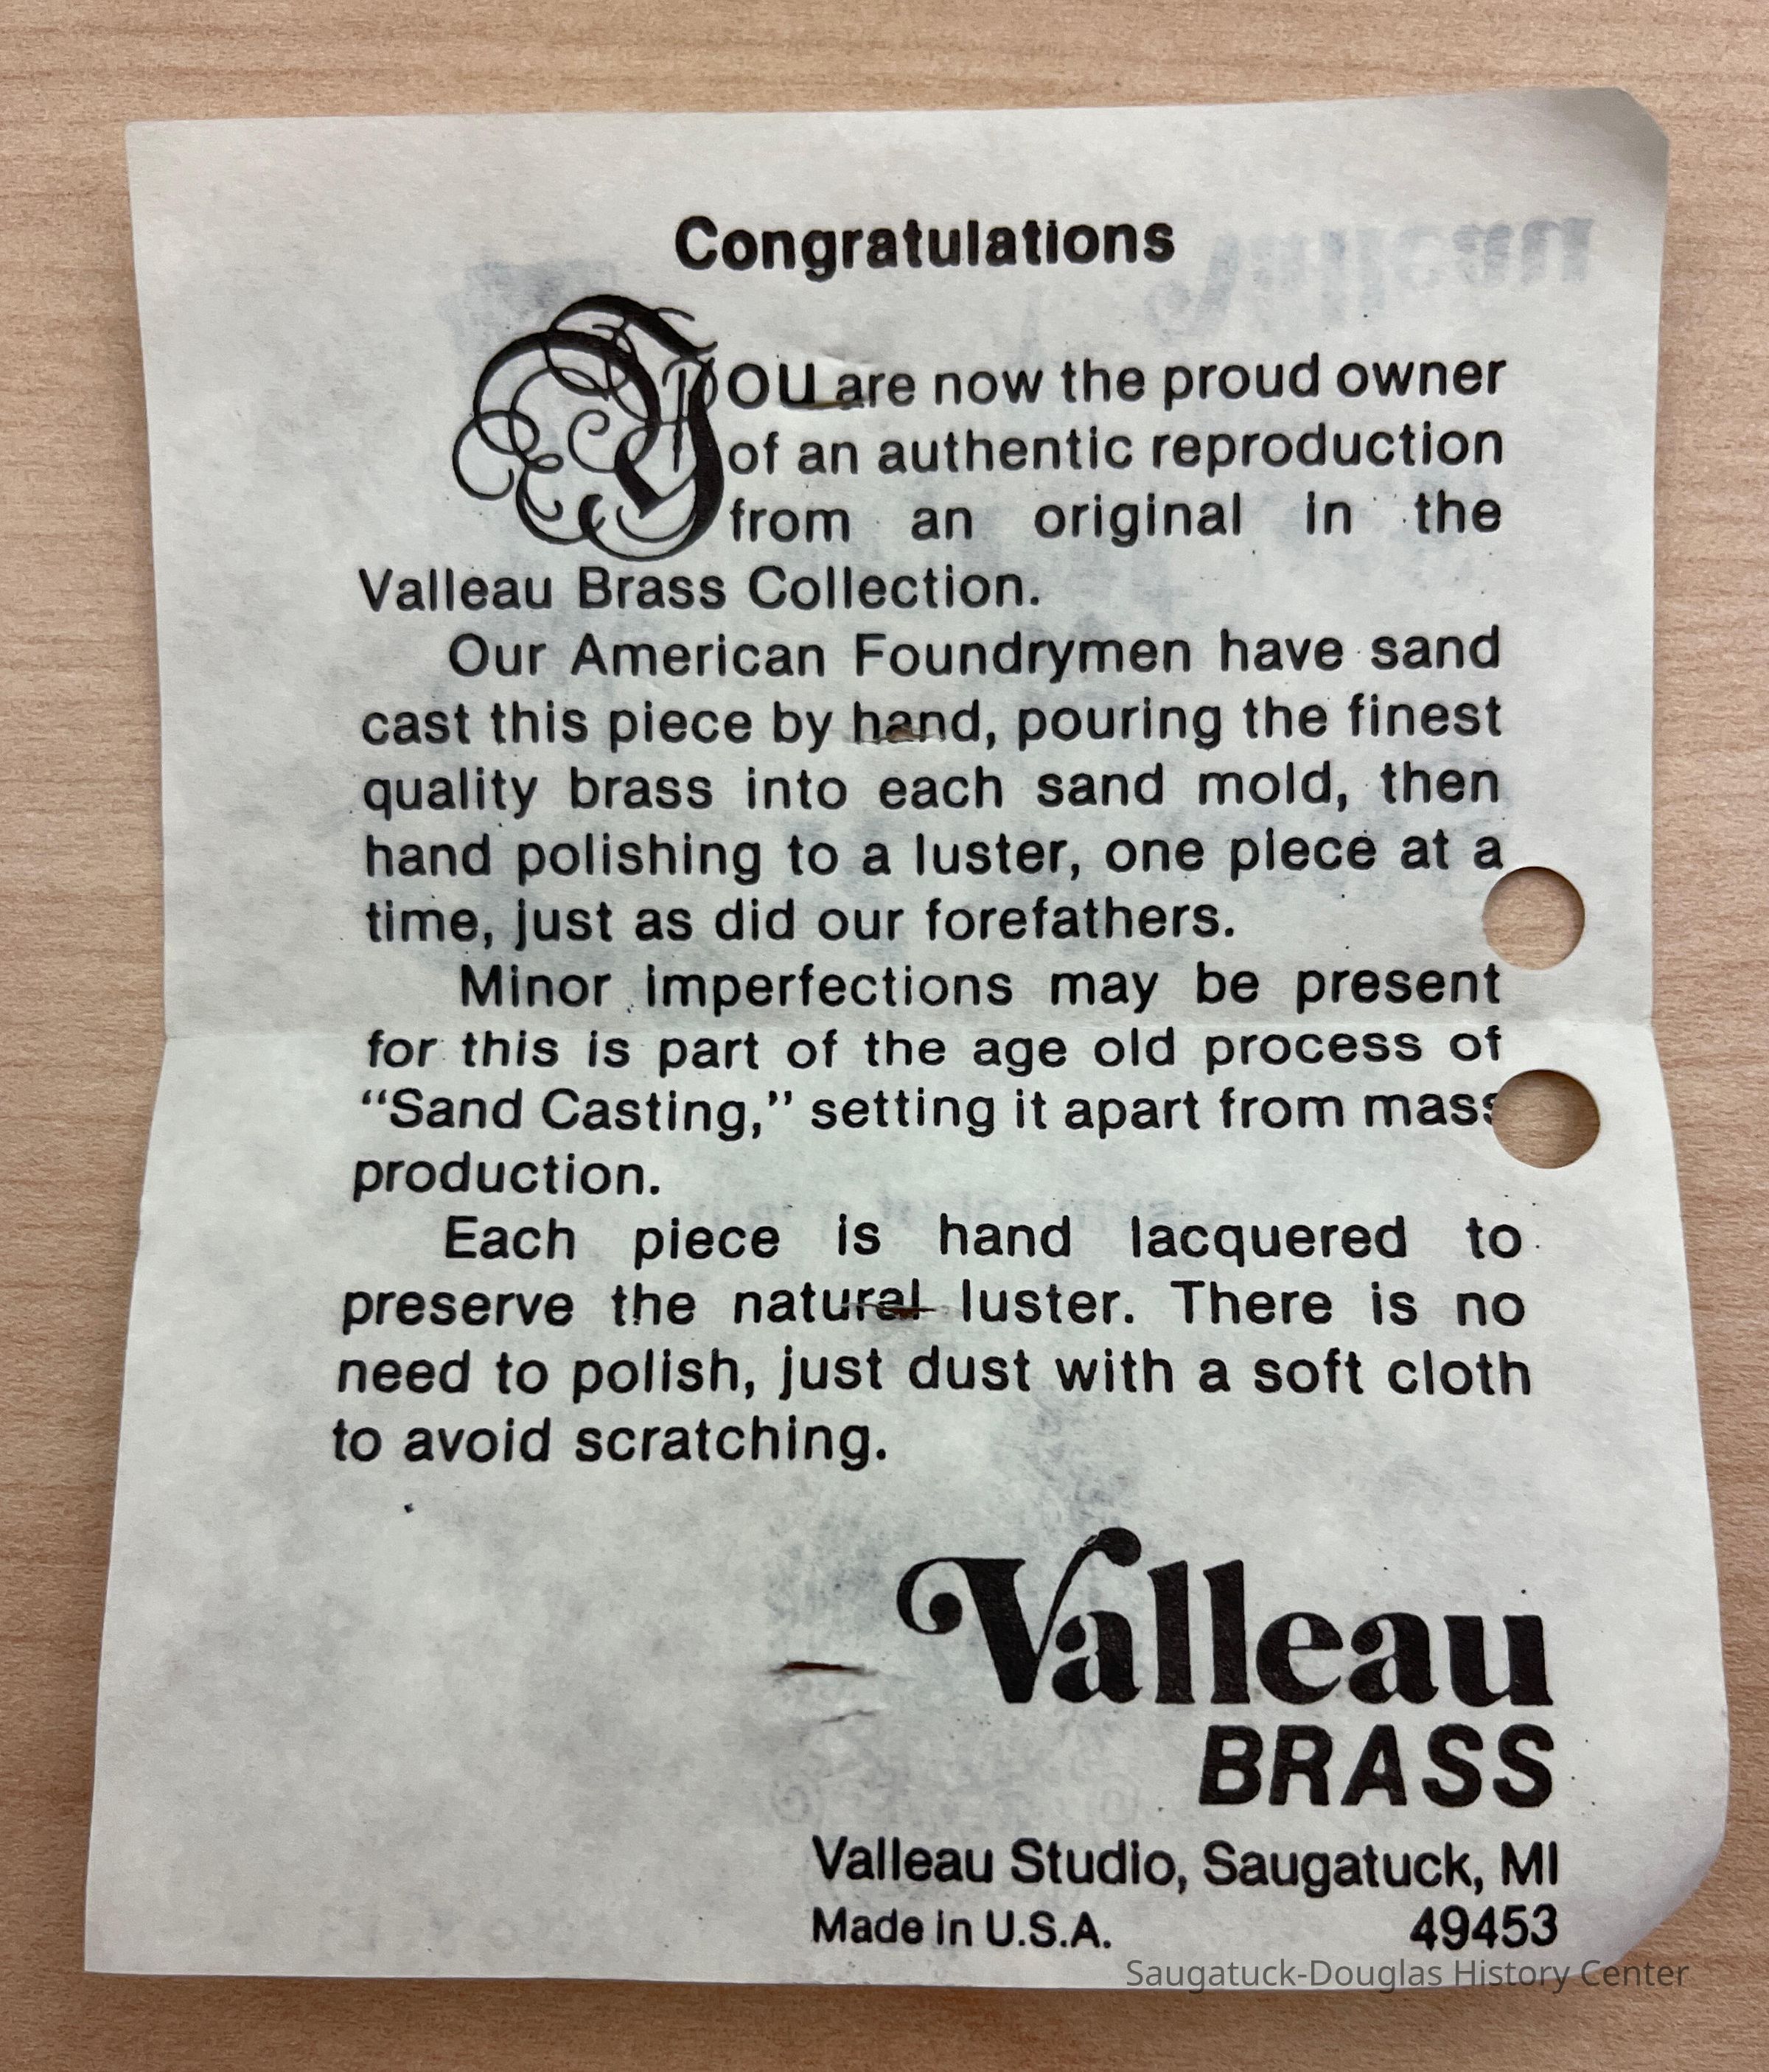 Congratulations
YOU are now the proud owner
of an authentic reproduction
from an original in the
Valleau Brass Collection.
Our American Foundrymen have sand
cast this piece by hand, pouring the finest
quality brass into each sand mold, then
hand polishing to a luster, one piece at a
time, just as did our forefathers.
Minor imperfections may be present
for this is part of the age old process of
“Sand Casting,” setting it apart from mass
production.
Each piece is hand lacquered to
preserve the natural luster. There is no
need to polish, just dust with a soft cloth
to avoid scratching.
Valleau
BRASS
Valleau Studio, Saugatuck, MI
Made in U.S.A. 49453
Saugatuck-Douglas History Center